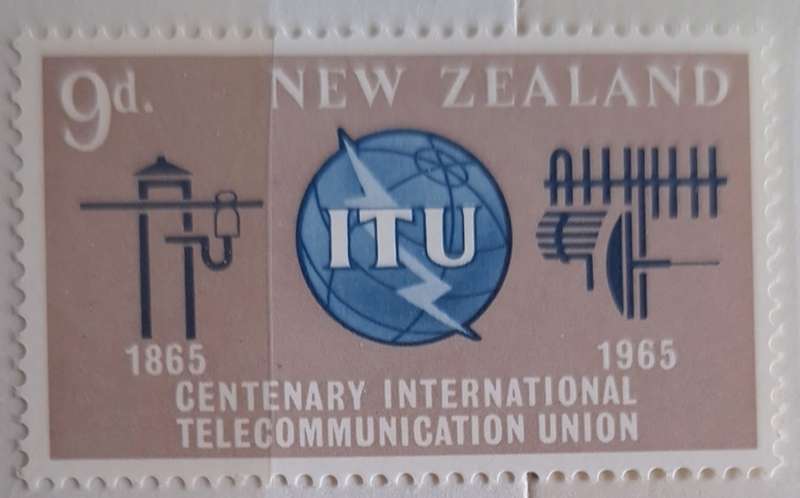 9d. NEW ZEALAND
ITU
1865 1965
CENTENARY INTERNATIONAL
TELECOMMUNICATION UNION